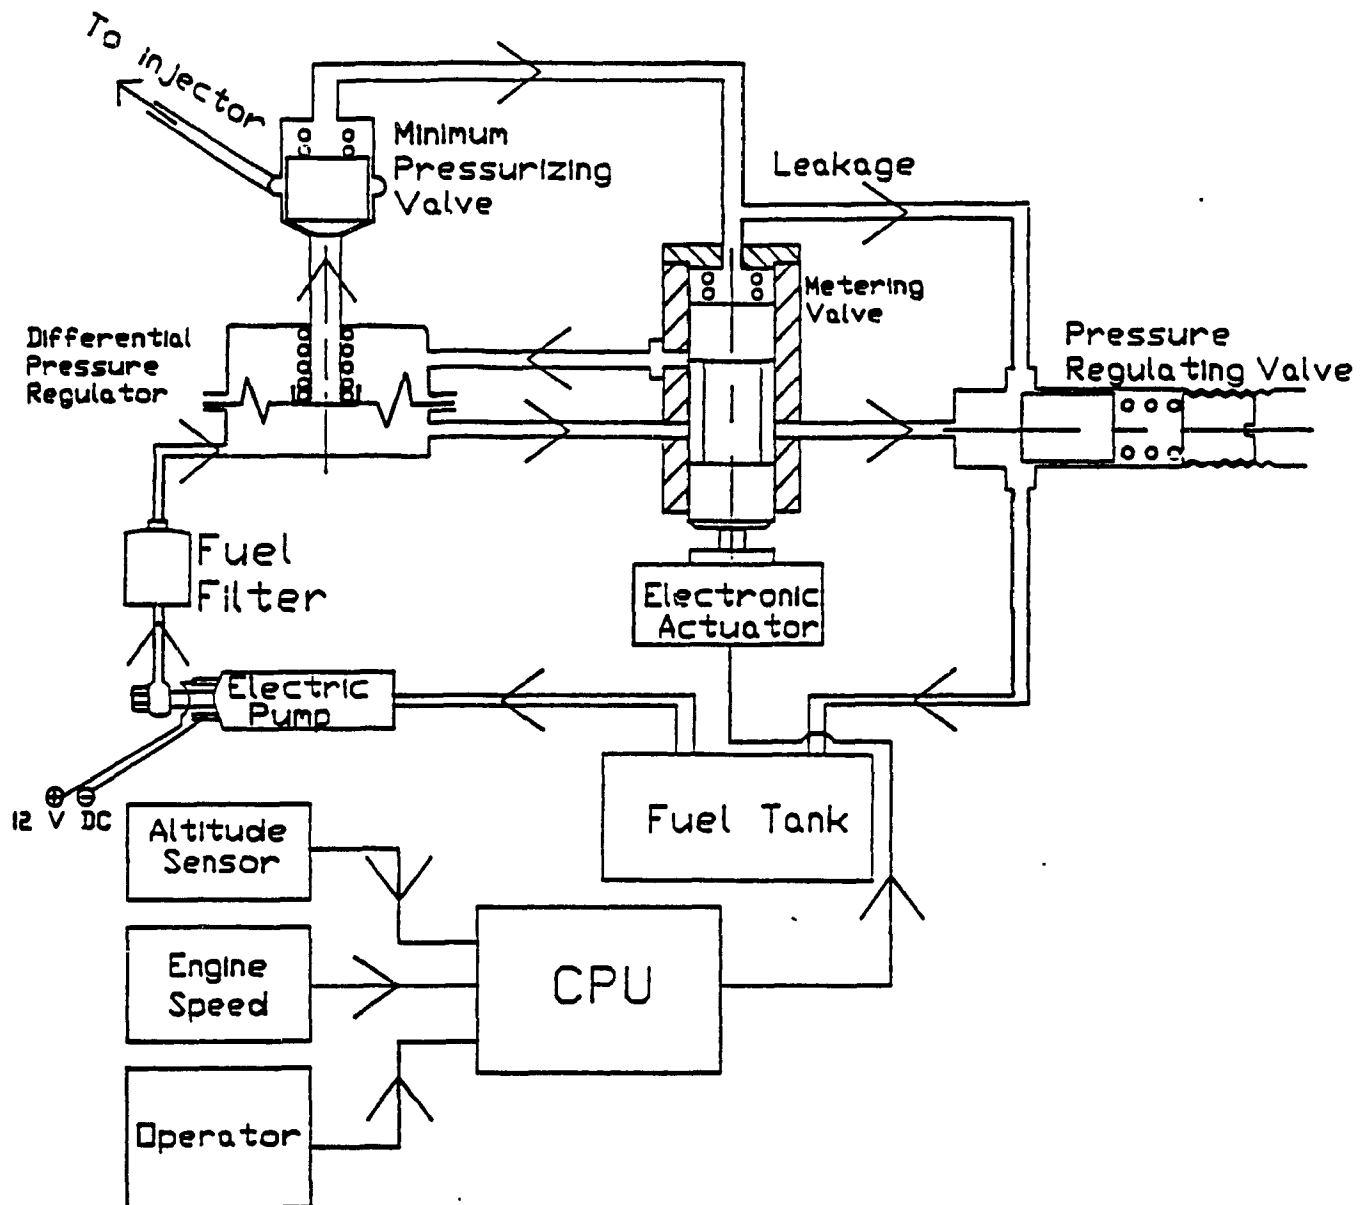 To injector
Minimum
Pressurizing
Valve
Leakage
Metering
Valve
Differential
Pressure
Regulator
Pressure
Regulating Valve
Fuel
Filter
Electronic
Actuator
Electric
Pump
12 V DC
Fuel Tank
Altitude
Sensor
Engine
Speed
CPU
Operator